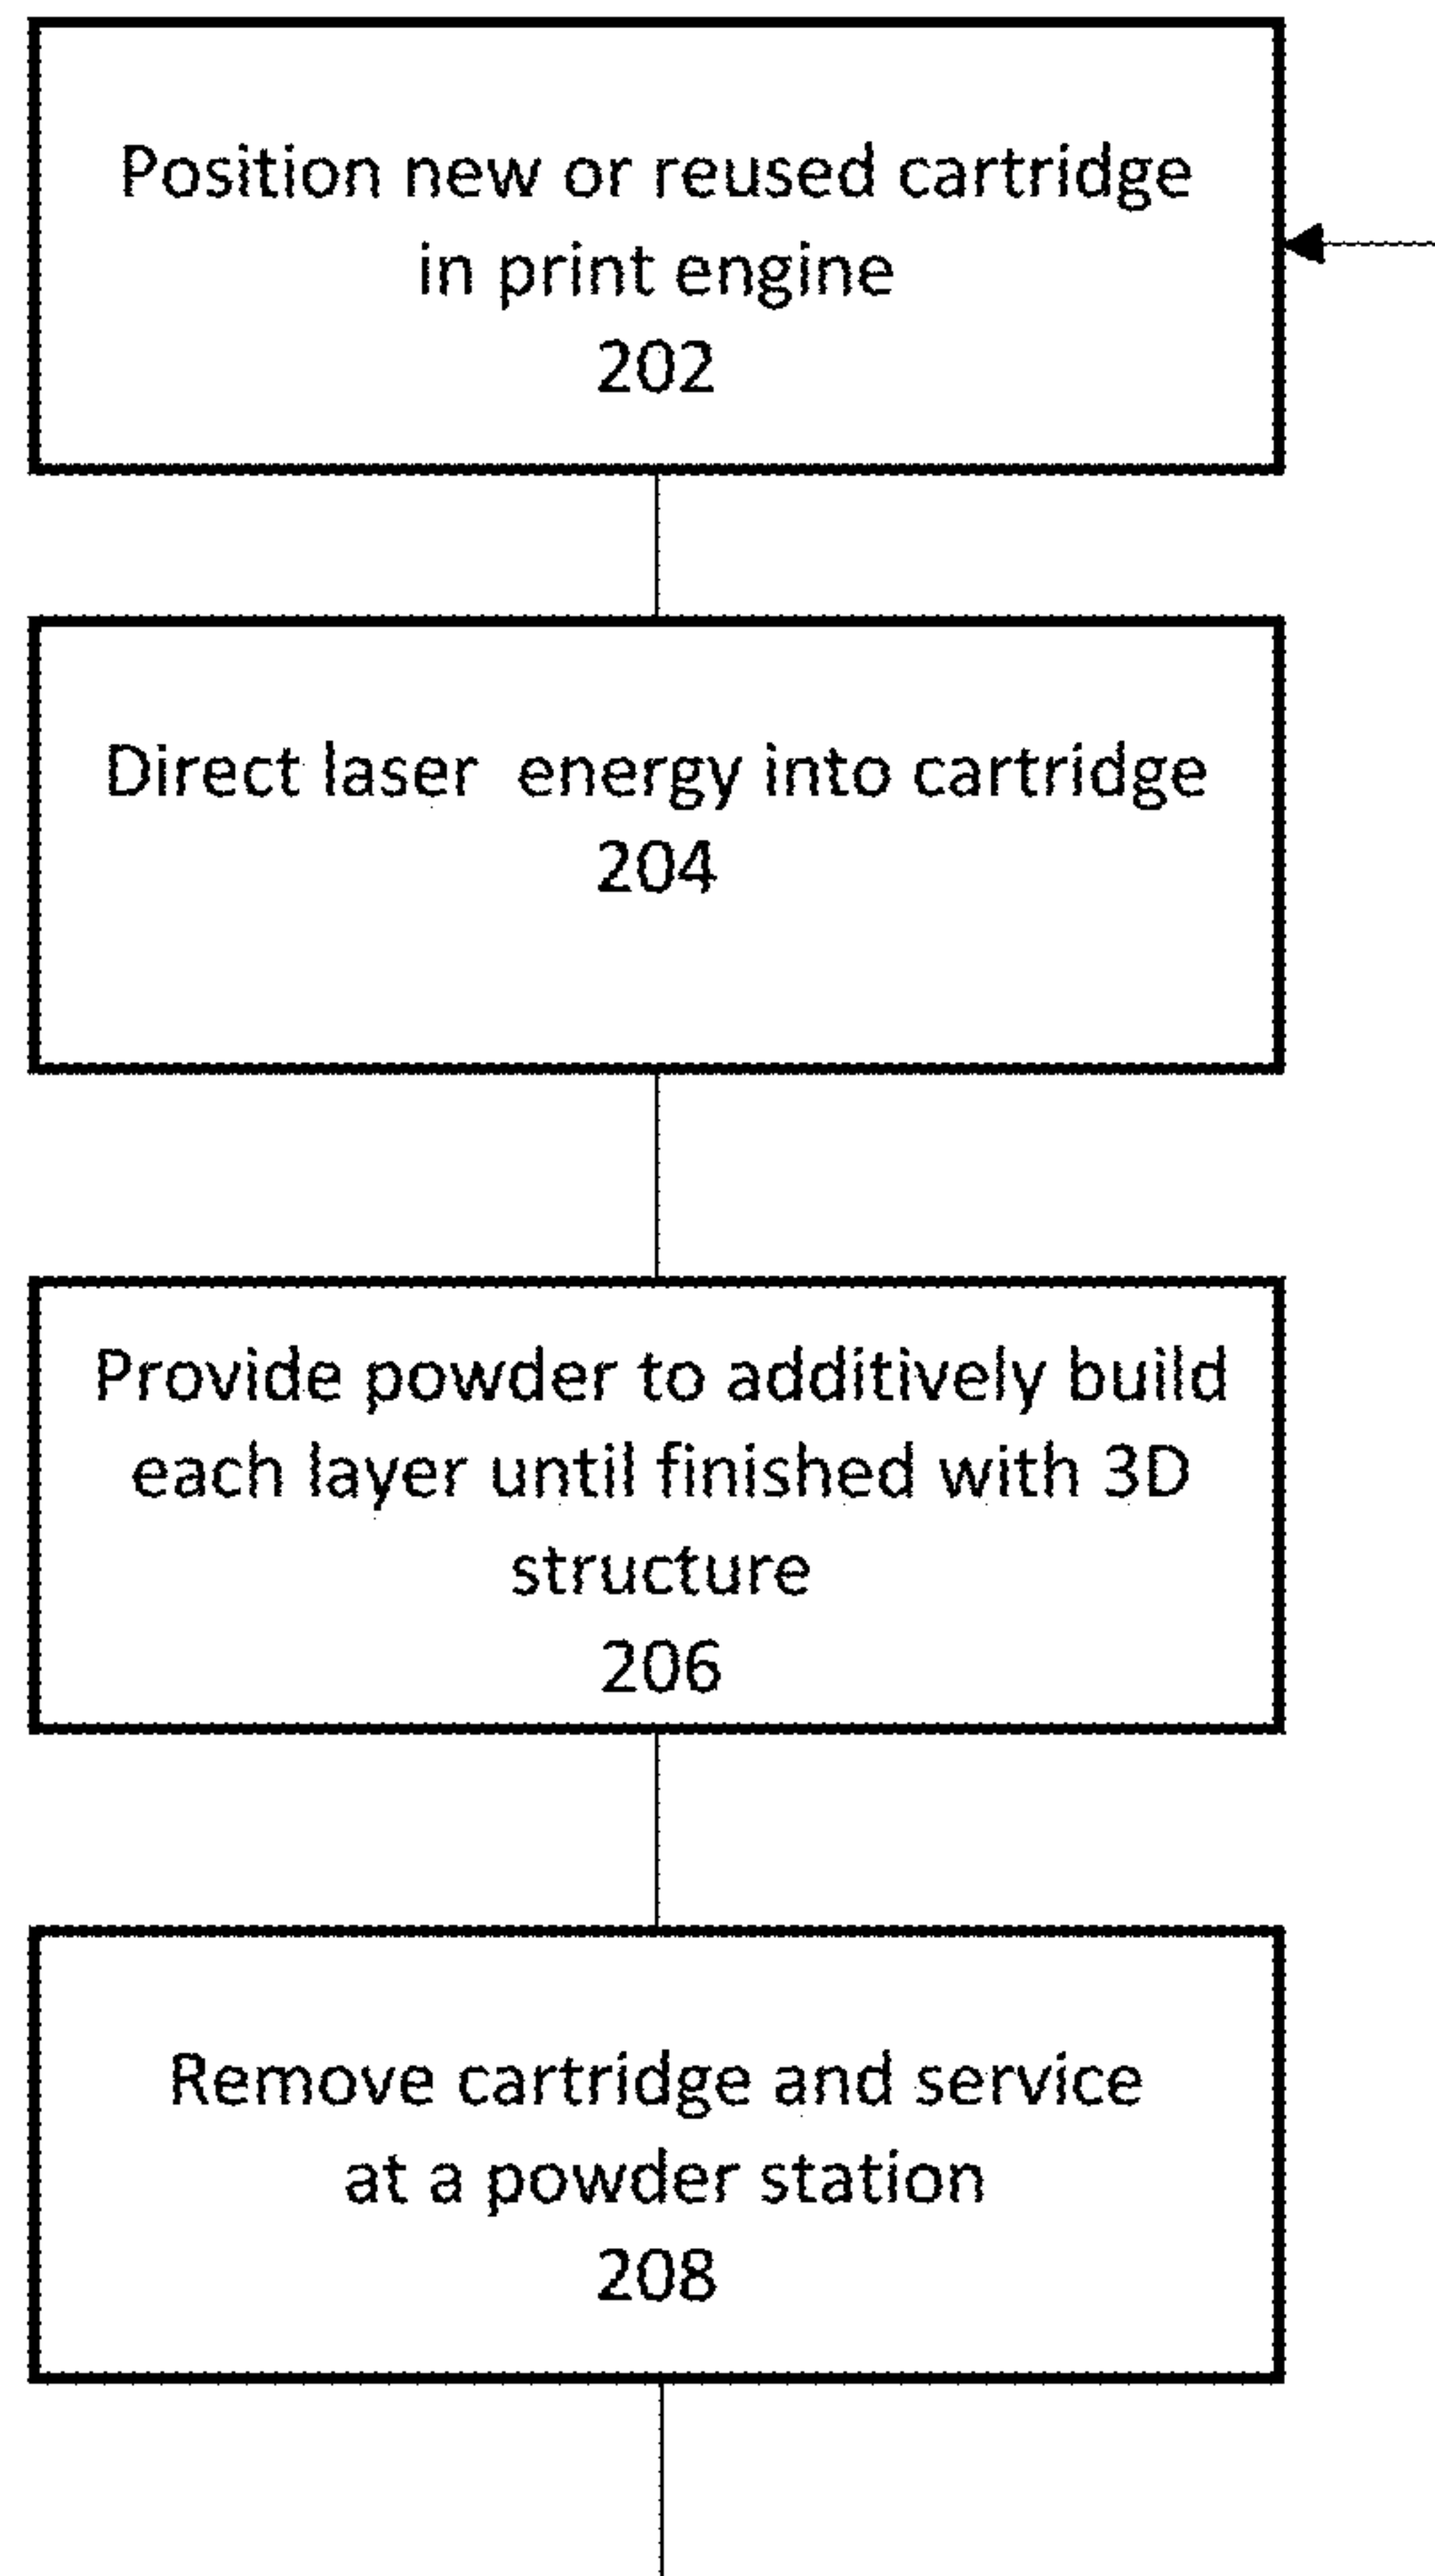 Position new or reused cartridge
in print engine
202
Direct laser energy into cartridge
204
Provide powder to additively build
each layer until finished with 3D
structure
206
Remove cartridge and service
at a powder station
208